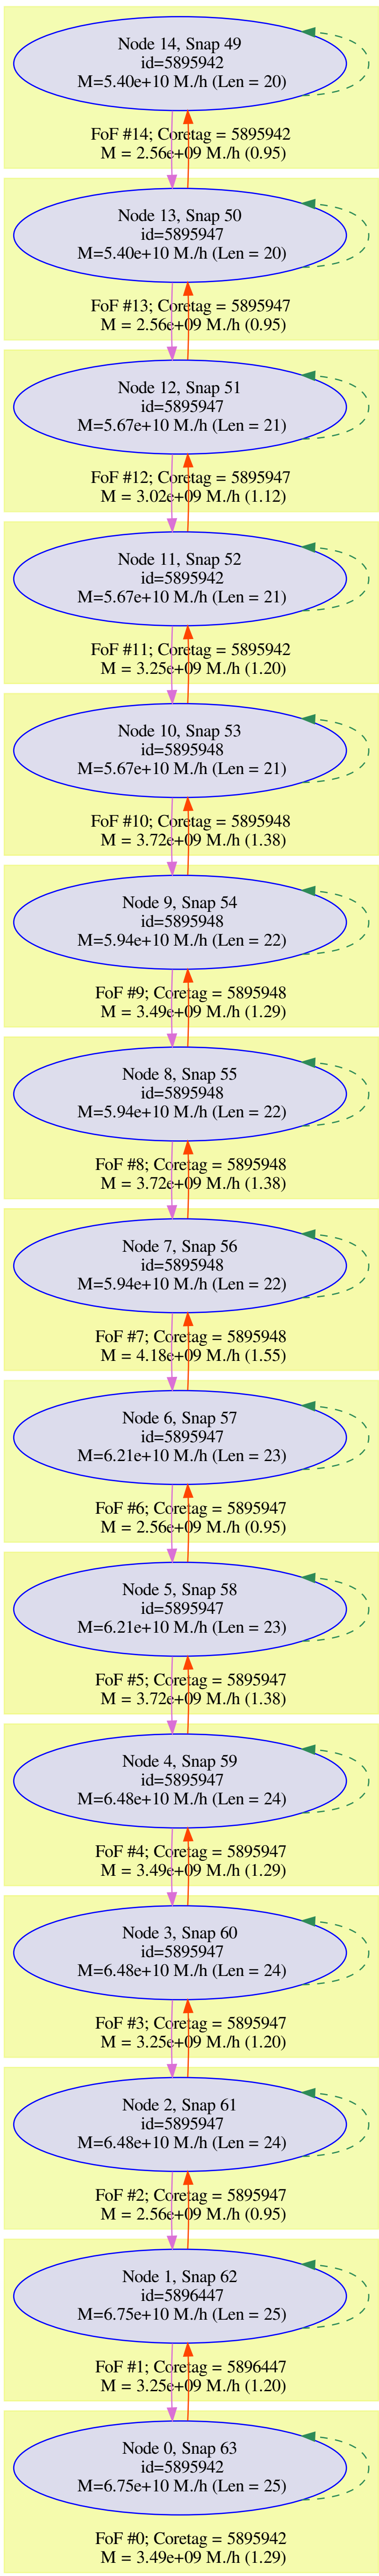 Node 14, Snap 49
id=5895942
M=5.40e+10 M./h (Len = 20)
FoF #14; Coretag = 5895942
M = 2.56e+09 M./h (0.95)
Node 13, Snap 50
id=5895947
M=5.40e+10 M./h (Len = 20)
FoF #13; Coretag = 5895947
M = 2.56e+09 M./h (0.95)
Node 12, Snap 51
id=5895947
M=5.67e+10 M./h (Len = 21)
FoF #12; Coretag = 5895947
M = 3.02e+09 M./h (1.12)
Node 11, Snap 52
id=5895942
M=5.67e+10 M./h (Len = 21)
FoF #11; Coretag = 5895942
M = 3.25e+09 M./h (1.20)
Node 10, Snap 53
id=5895948
M=5.67e+10 M./h (Len = 21)
FoF #10; Coretag = 5895948
M = 3.72e+09 M./h (1.38)
Node 9, Snap 54
id=5895948
M=5.94e+10 M./h (Len = 22)
FoF #9; Coretag = 5895948
M = 3.49e+09 M./h (1.29)
Node 8, Snap 55
id=5895948
M=5.94e+10 M./h (Len = 22)
FoF #8; Coretag = 5895948
M = 3.72e+09 M./h (1.38)
Node 7, Snap 56
id=5895948
M=5.94e+10 M./h (Len = 22)
FoF #7; Coretag = 5895948
M = 4.18e+09 M./h (1.55)
Node 6, Snap 57
id=5895947
M=6.21e+10 M./h (Len = 23)
FoF #6; Coretag = 5895947
M = 2.56e+09 M./h (0.95)
Node 5, Snap 58
id=5895947
M=6.21e+10 M./h (Len = 23)
FoF #5; Coretag = 5895947
M = 3.72e+09 M./h (1.38)
Node 4, Snap 59
id=5895947
M=6.48e+10 M./h (Len = 24)
FoF #4; Coretag = 5895947
M = 3.49e+09 M./h (1.29)
Node 3, Snap 60
id=5895947
M=6.48e+10 M./h (Len = 24)
FoF #3; Coretag = 5895947
M = 3.25e+09 M./h (1.20)
Node 2, Snap 61
id=5895947
M=6.48e+10 M./h (Len = 24)
FoF #2; Coretag = 5895947
M = 2.56e+09 M./h (0.95)
Node 1, Snap 62
id=5896447
M=6.75e+10 M./h (Len = 25)
FoF #1; Coretag = 5896447
M = 3.25e+09 M./h (1.20)
Node 0, Snap 63
id=5895942
M=6.75e+10 M./h (Len = 25)
FoF #0; Coretag = 5895942
M = 3.49e+09 M./h (1.29)